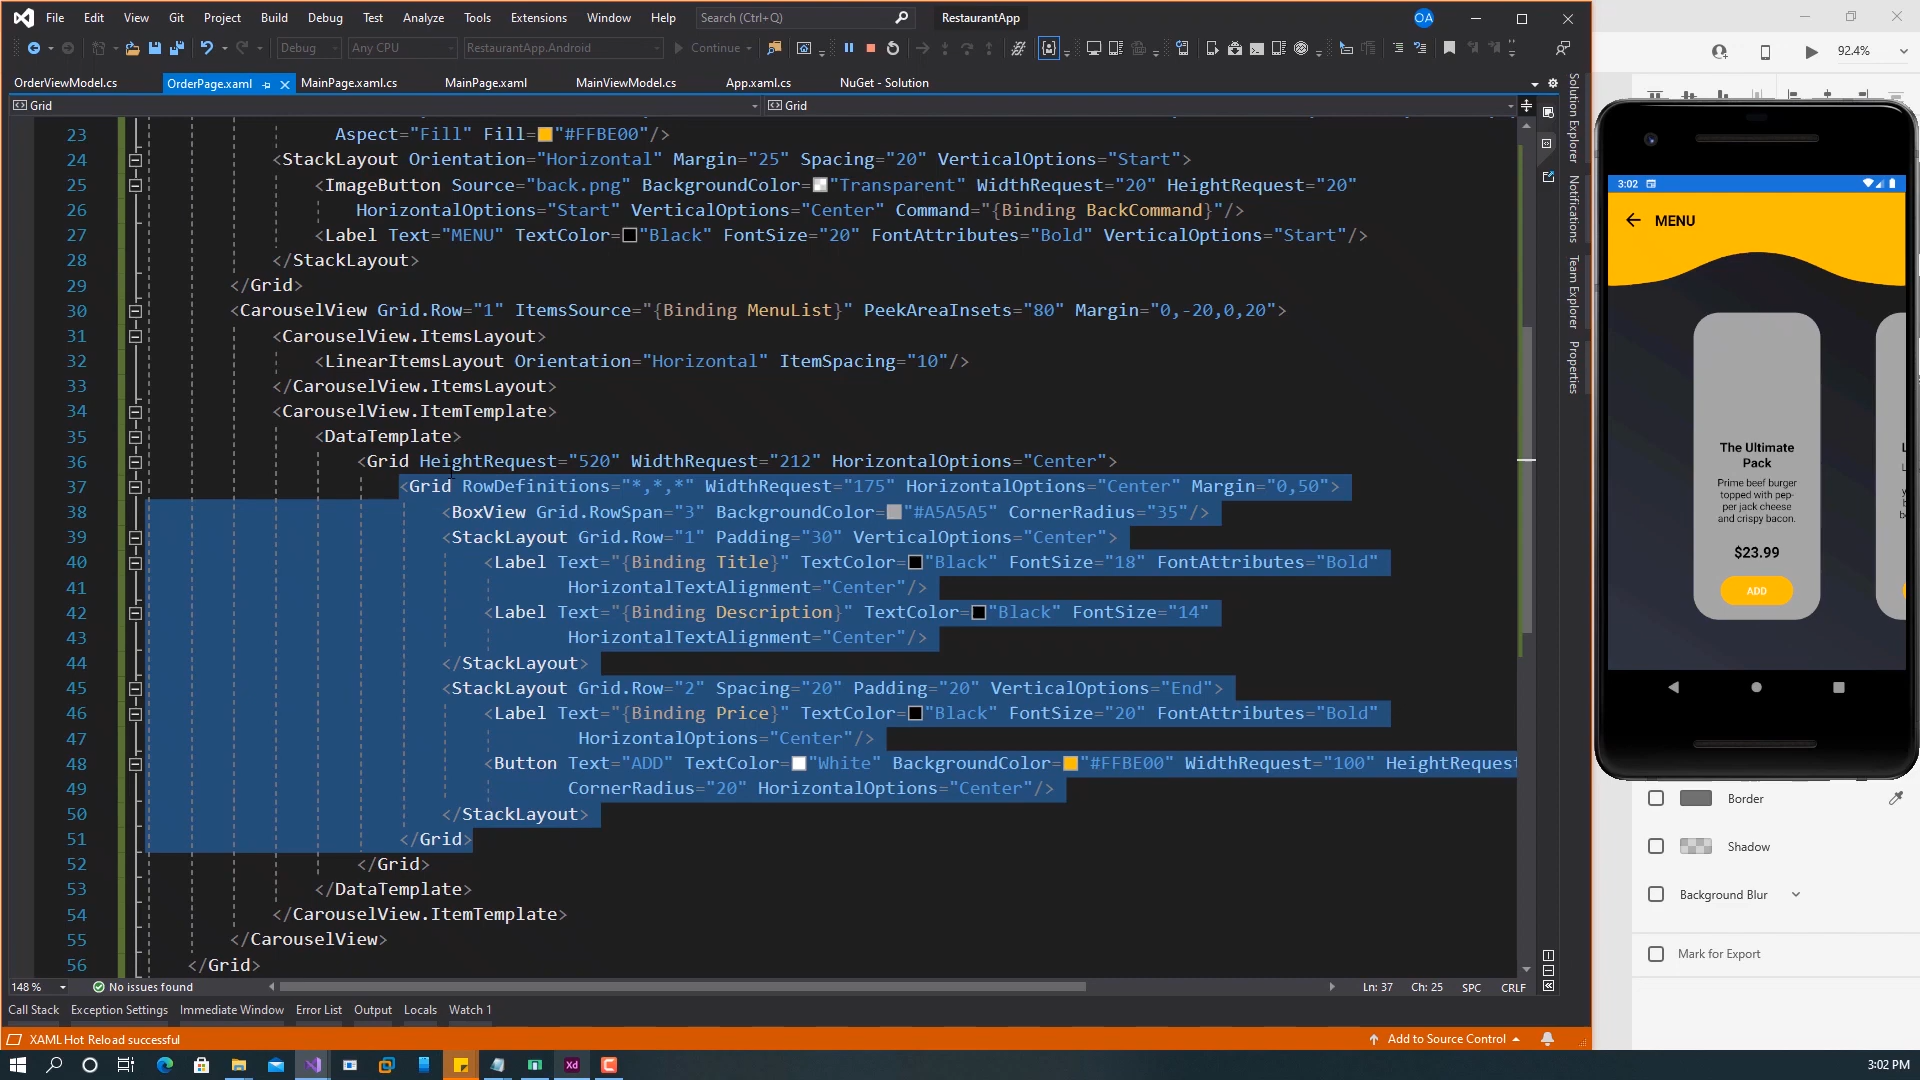 File Edit View Git Project Build Debug Test Analyze Tools Extensions Window Help Search (Ctrl+Q) RestaurantApp OA
Debug Any CPU RestaurantApp.Android Continue 92.4%
OrderViewModel.cs OrderPage.xaml MainPage.xaml.cs MainPage.xaml MainViewModel.cs App.xaml.cs NuGet - Solution
Grid Grid
23 Aspect="Fill" Fill="#FFBE00"/>
24 <StackLayout Orientation="Horizontal" Margin="25" Spacing="20" VerticalOptions="Start">
25 <ImageButton Source="back.png" BackgroundColor="Transparent" WidthRequest="20" HeightRequest="20"
26 HorizontalOptions="Start" VerticalOptions="Center" Command="{Binding BackCommand}"/>
27 <Label Text="MENU" TextColor="Black" FontSize="20" FontAttributes="Bold" VerticalOptions="Start"/>
28 </StackLayout>
29 </Grid>
30 <CarouselView Grid.Row="1" ItemsSource="{Binding MenuList}" PeekAreaInsets="80" Margin="0,-20,0,20">
31 <CarouselView.ItemsLayout>
32 <LinearItemsLayout Orientation="Horizontal" ItemSpacing="10"/>
33 </CarouselView.ItemsLayout>
34 <CarouselView.ItemTemplate>
35 <DataTemplate>
36 <Grid HeightRequest="520" WidthRequest="212" HorizontalOptions="Center">
37 <Grid RowDefinitions="*,*,*" WidthRequest="175" HorizontalOptions="Center" Margin="0,50">
38 <BoxView Grid.RowSpan="3" BackgroundColor="#A5A5A5" CornerRadius="35"/>
39 <StackLayout Grid.Row="1" Padding="30" VerticalOptions="Center">
40 <Label Text="{Binding Title}" TextColor="Black" FontSize="18" FontAttributes="Bold"
41 HorizontalTextAlignment="Center"/>
42 <Label Text="{Binding Description}" TextColor="Black" FontSize="14"
43 HorizontalTextAlignment="Center"/>
44 </StackLayout>
45 <StackLayout Grid.Row="2" Spacing="20" Padding="20" VerticalOptions="End">
46 <Label Text="{Binding Price}" TextColor="Black" FontSize="20" FontAttributes="Bold"
47 HorizontalOptions="Center"/>
48 <Button Text="ADD" TextColor="White" BackgroundColor="#FFBE00" WidthRequest="100" HeightRequest
49 CornerRadius="20" HorizontalOptions="Center"/>
50 </StackLayout>
51 </Grid>
52 </Grid>
53 </DataTemplate>
54 </CarouselView.ItemTemplate>
55 </CarouselView>
56 </Grid>
148 % No issues found Ln: 37 Ch: 25 SPC CRLF
Call Stack Exception Settings Immediate Window Error List Output Locals Watch 1
XAML Hot Reload successful Add to Source Control
Xd 3:02 PM
Solution Explorer
Notifications
Team Explorer
Properties
3:02
MENU
The Ultimate
Pack
Prime beef burger
topped with pep-
per jack cheese
and crispy bacon.
$23.99
ADD
Border
Shadow
Background Blur
Mark for Export